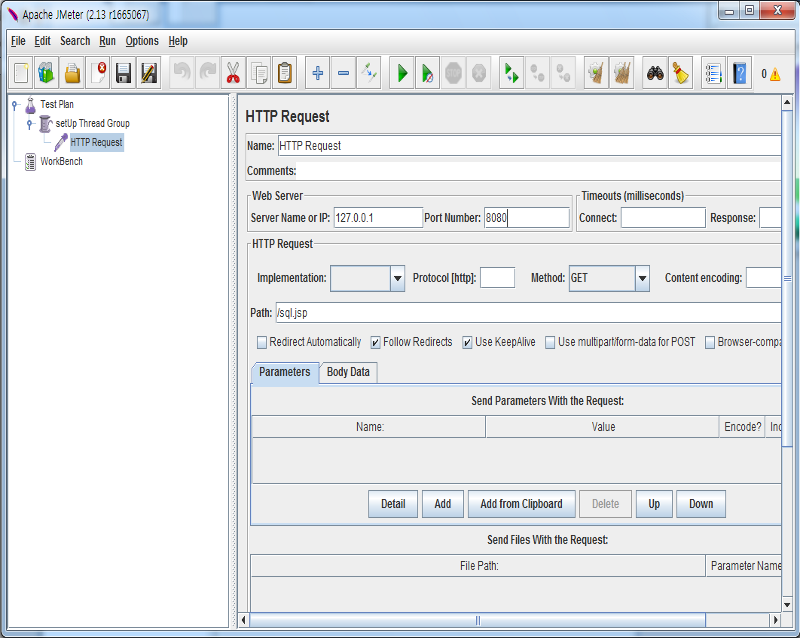 Apache JMeter (2.13 r1665067)
File Edit Search Run Options Help
0
Test Plan
setUp Thread Group
HTTP Request
WorkBench
HTTP Request
Name: HTTP Request
Comments:
Web Server
Server Name or IP: 127.0.0.1 Port Number: 8080
Timeouts (milliseconds)
Connect: Response:
HTTP Request
Implementation: Protocol [http]: Method: GET Content encoding:
Path: /sql.jsp
Redirect Automatically Follow Redirects Use KeepAlive Use multipart/form-data for POST Browser-compa
Parameters Body Data
Send Parameters With the Request:
Name: Value Encode? Inc
Detail Add Add from Clipboard Delete Up Down
Send Files With the Request:
File Path: Parameter Name